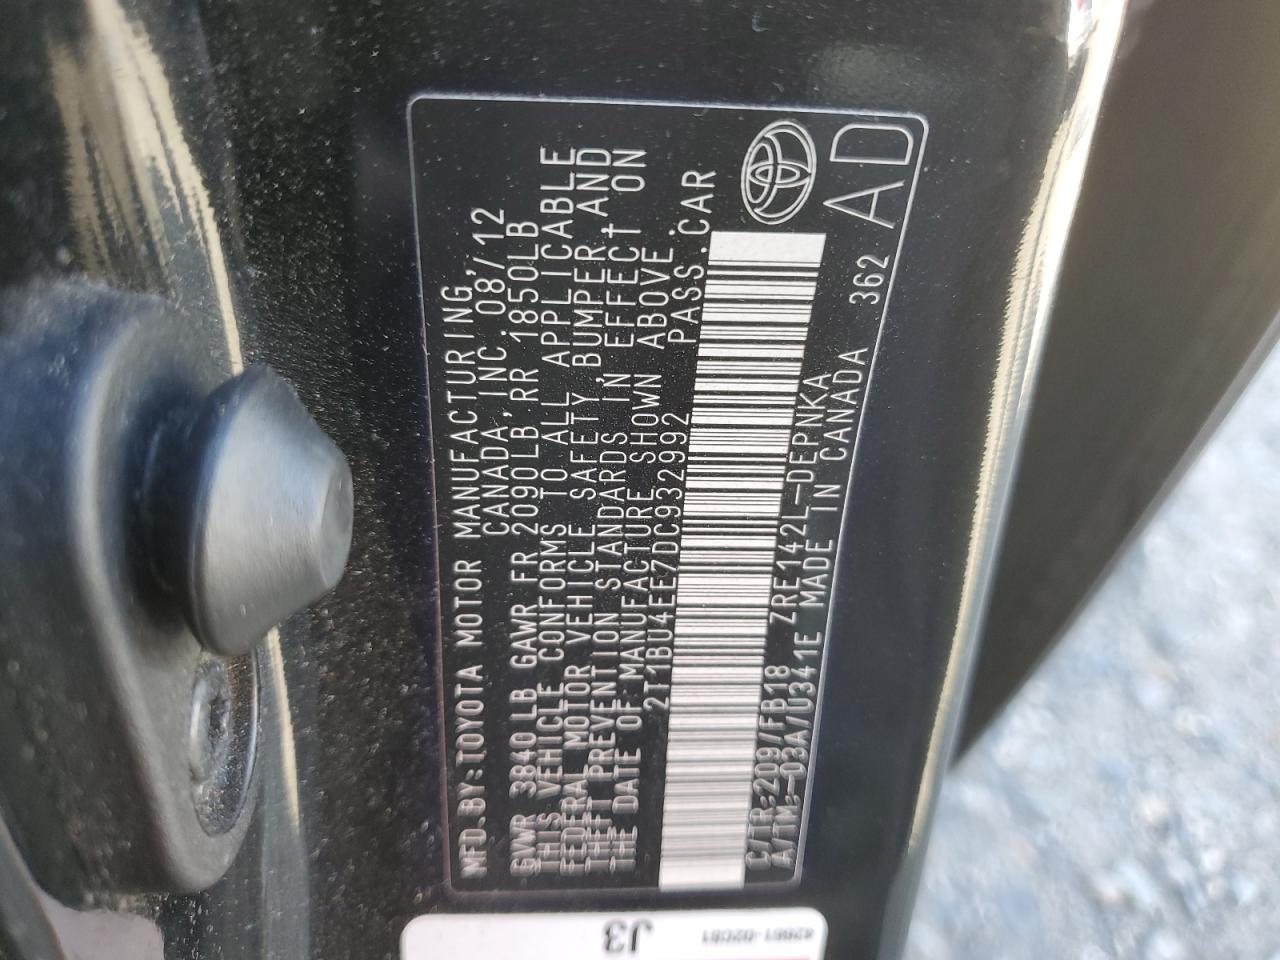 MFD.BY:TOYOTA MOTOR MANUFACTURING,
CANADA,INC. 08/12
GVWR 3840LB GAWR FR 2090LB,RR 1850LB
THIS VEHICLE CONFORMS TO ALL APPLICABLE
FEDERAL MOTOR VEHICLE SAFETY, BUMPER, AND
THEFT PREVENTION STANDARDS IN EFFECT ON
THE DATE OF MANUFACTURE SHOWN ABOVE.
2T1BU4EE7DC932992 PASS.CAR
C/TR:209/FB18 ZRE142L-DEPNKA
A/TM:-03A/U341E MADE IN CANADA 362
AD
J3
42661-02C81